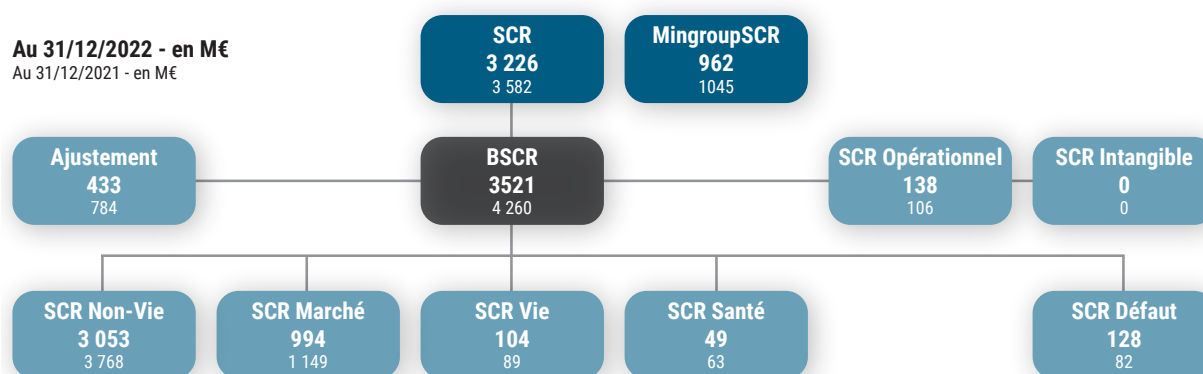 Au 31/12/2022 - en M€
Au 31/12/2021 - en M€
SCR
3 226
3 582
MingroupSCR
962
1045
Ajustement
433
784
BSCR
3521
4 260
SCR Opérationnel
138
106
SCR Intangible
0
0
SCR Non-Vie
3 053
3 768
SCR Marché
994
1 149
SCR Vie
104
89
SCR Santé
49
63
SCR Défaut
128
82